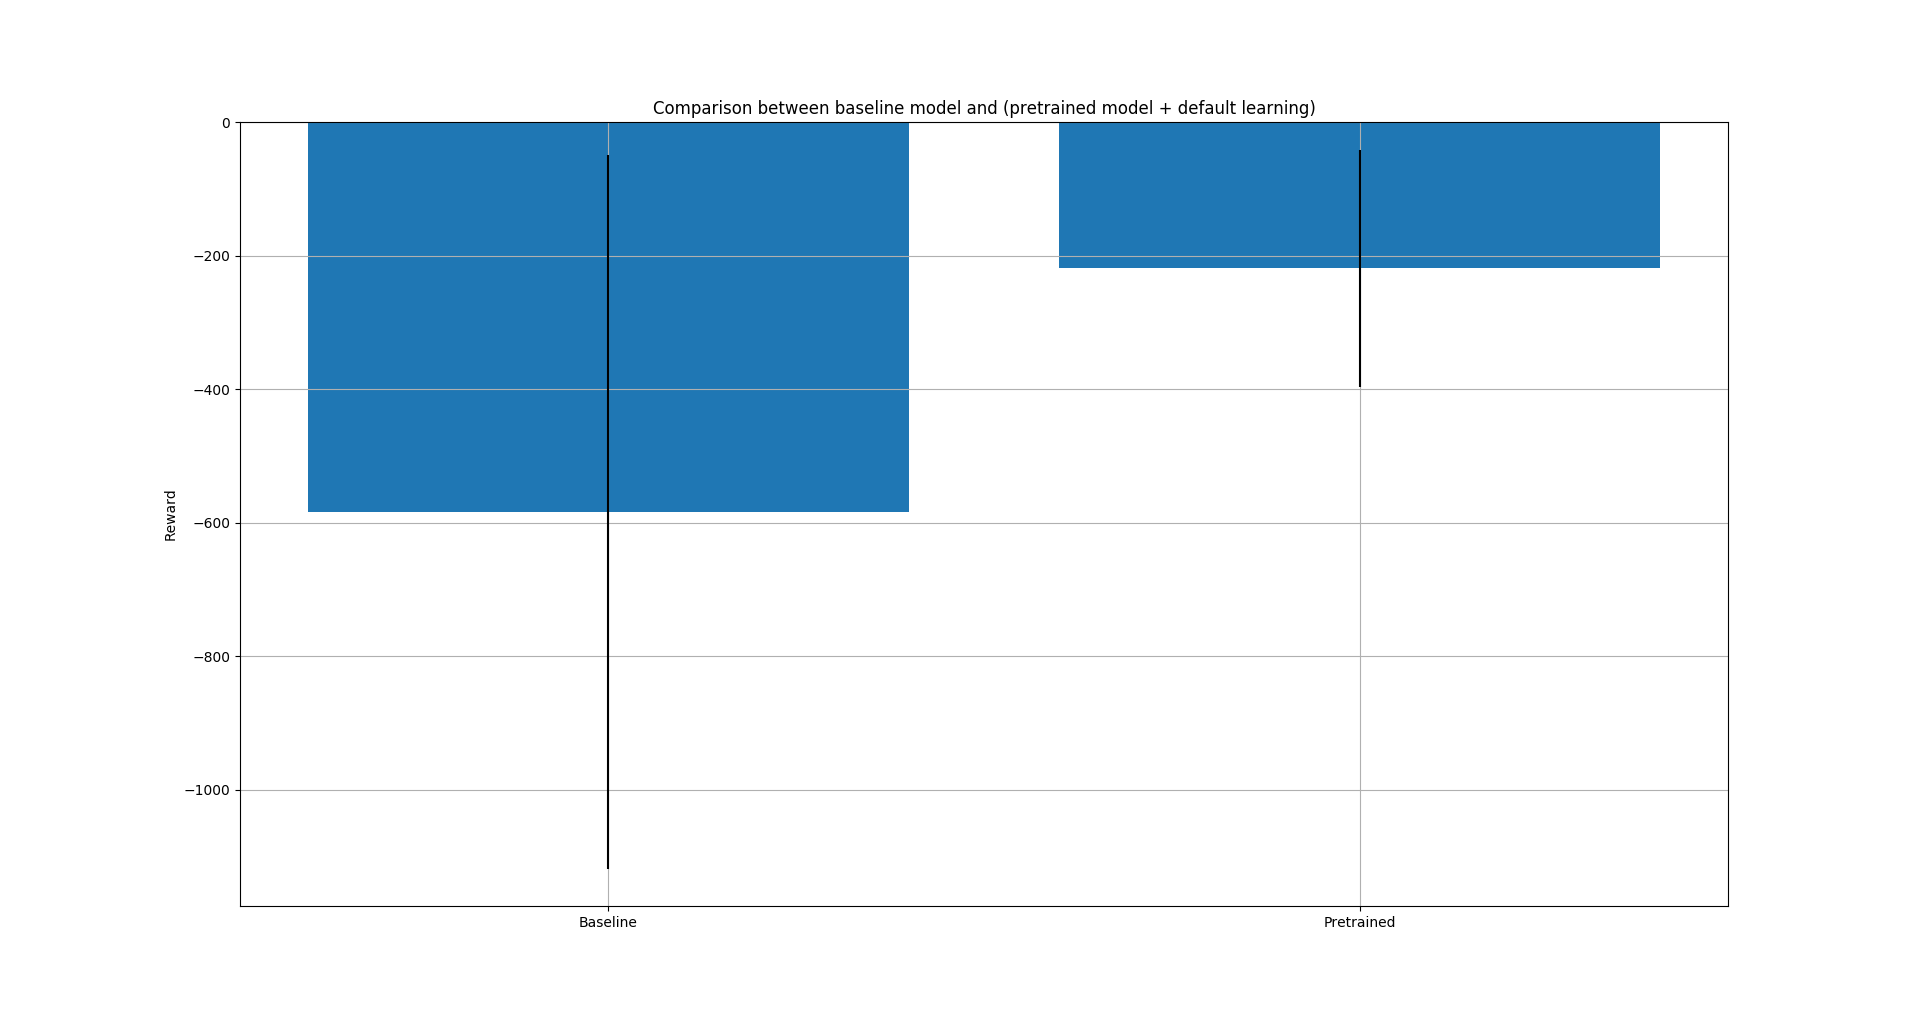 Comparison between baseline model and (pretrained model + default learning)
0
−200
−400
−600
−800
−1000
Reward
Baseline
Pretrained